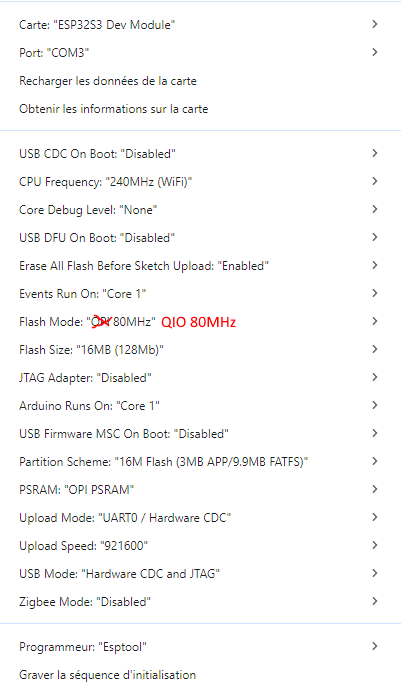 Carte: "ESP32S3 Dev Module"
Port: "COM3"
Recharger les données de la carte
Obtenir les informations sur la carte
USB CDC On Boot: "Disabled"
CPU Frequency: "240MHz (WiFi)"
Core Debug Level: "None"
USB DFU On Boot: "Disabled"
Erase All Flash Before Sketch Upload: "Enabled"
Events Run On: "Core 1"
Flash Mode: "OPI 80MHz" QIO 80MHz
Flash Size: "16MB (128Mb)"
JTAG Adapter: "Disabled"
Arduino Runs On: "Core 1"
USB Firmware MSC On Boot: "Disabled"
Partition Scheme: "16M Flash (3MB APP/9.9MB FATFS)"
PSRAM: "OPI PSRAM"
Upload Mode: "UART0 / Hardware CDC"
Upload Speed: "921600"
USB Mode: "Hardware CDC and JTAG"
Zigbee Mode: "Disabled"
Programmeur: "Esptool"
Graver la séquence d'initialisation